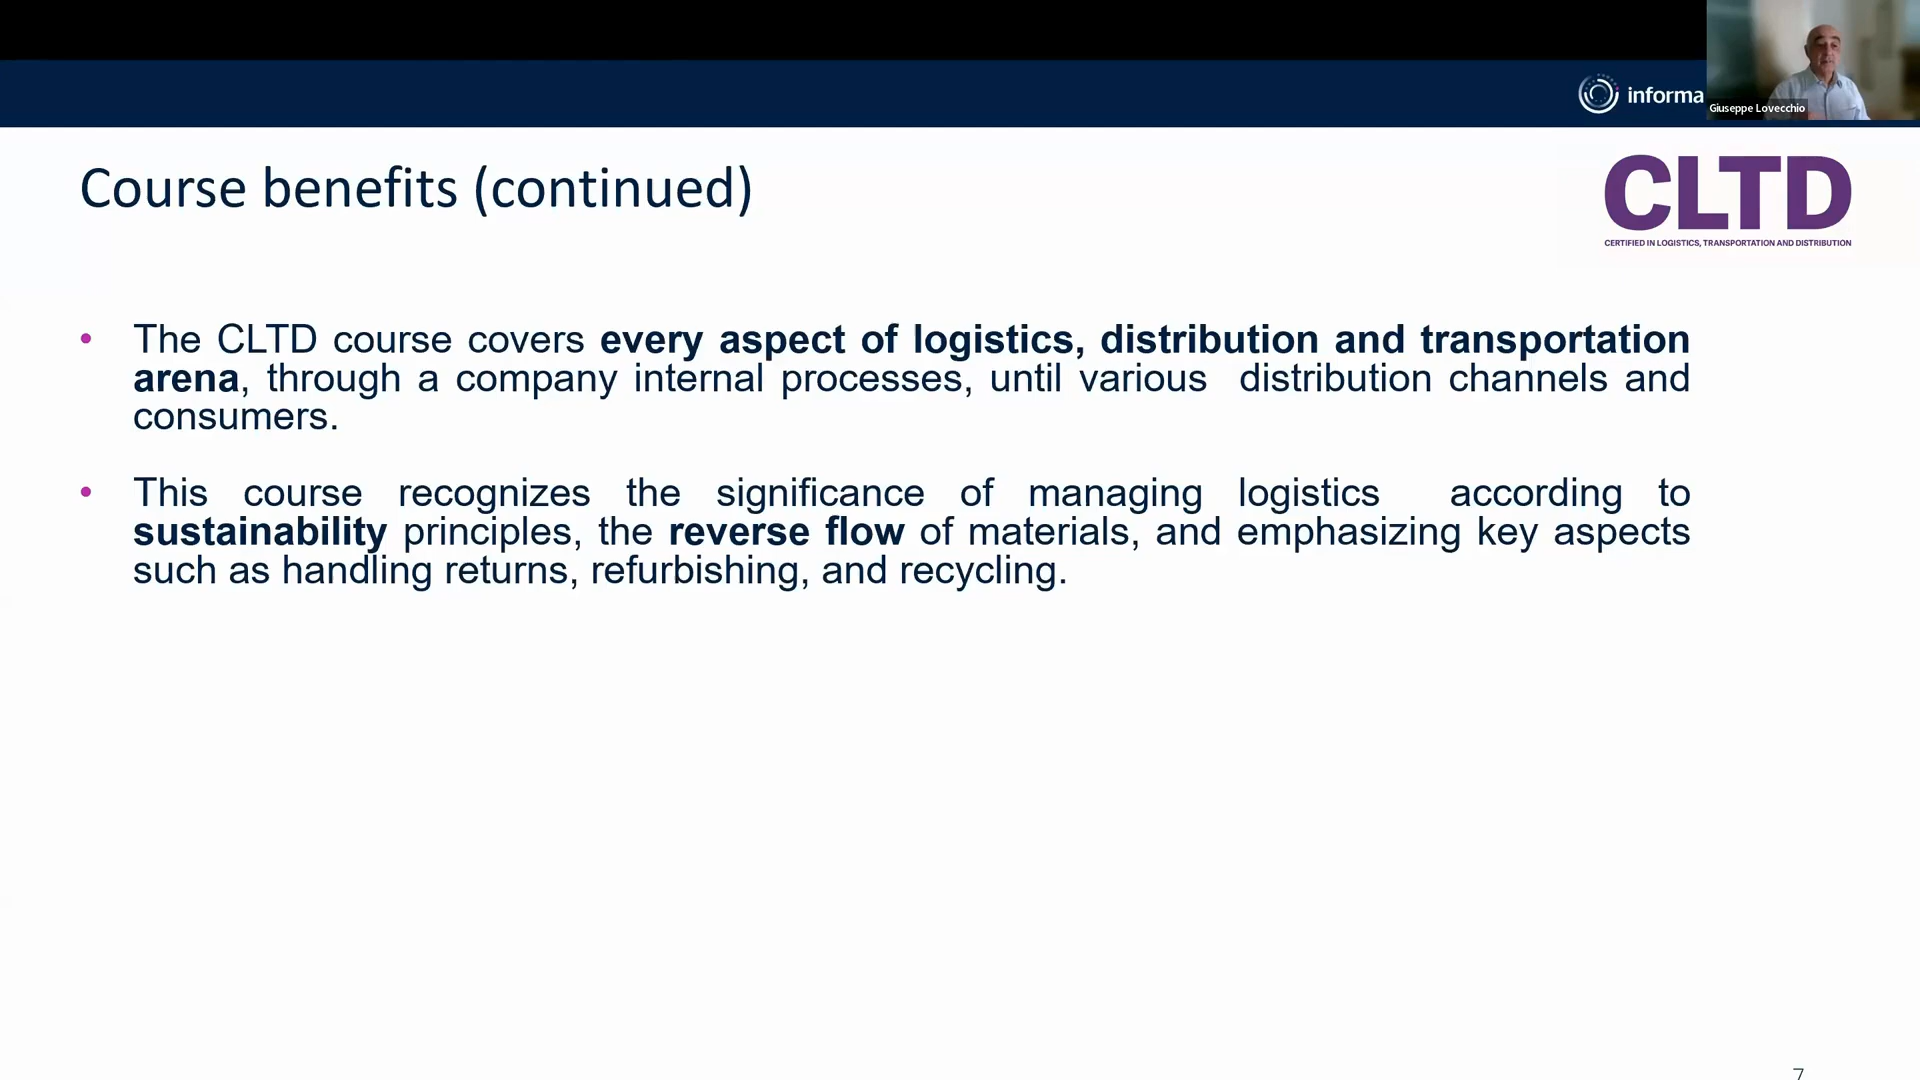 informa
Giuseppe Lovecchio
Course benefits (continued)
CLTD
CERTIFIED IN LOGISTICS, TRANSPORTATION AND DISTRIBUTION
• The CLTD course covers every aspect of logistics, distribution and transportation
arena, through a company internal processes, until various distribution channels and
consumers.
• This course recognizes the significance of managing logistics according to
sustainability principles, the reverse flow of materials, and emphasizing key aspects
such as handling returns, refurbishing, and recycling.
7